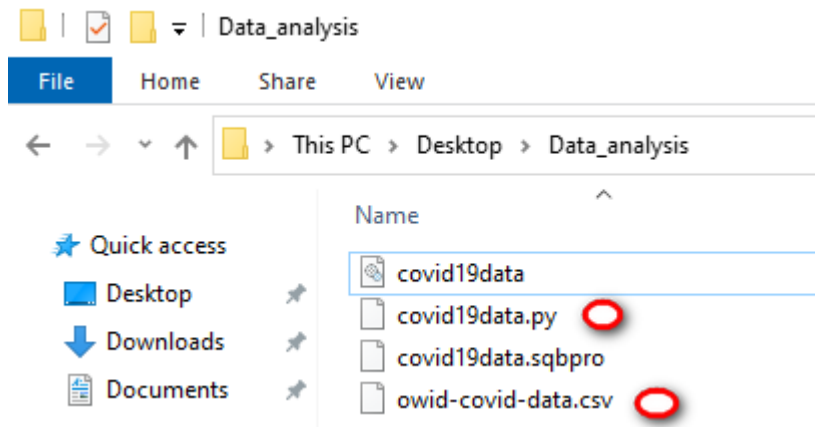 Data_analysis
File Home Share View
This PC > Desktop > Data_analysis
Name
Quick access
Desktop
Downloads
Documents
covid19data
covid19data.py
covid19data.sqbpro
owid-covid-data.csv